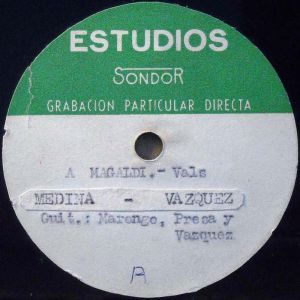 ESTUDIOS
SONDOR
GRABACION PARTICULAR DIRECTA
A MAGALDI.- Vals
MEDINA - VAZQUEZ
Guit.: Marengo, Presa y
Vazquez
A